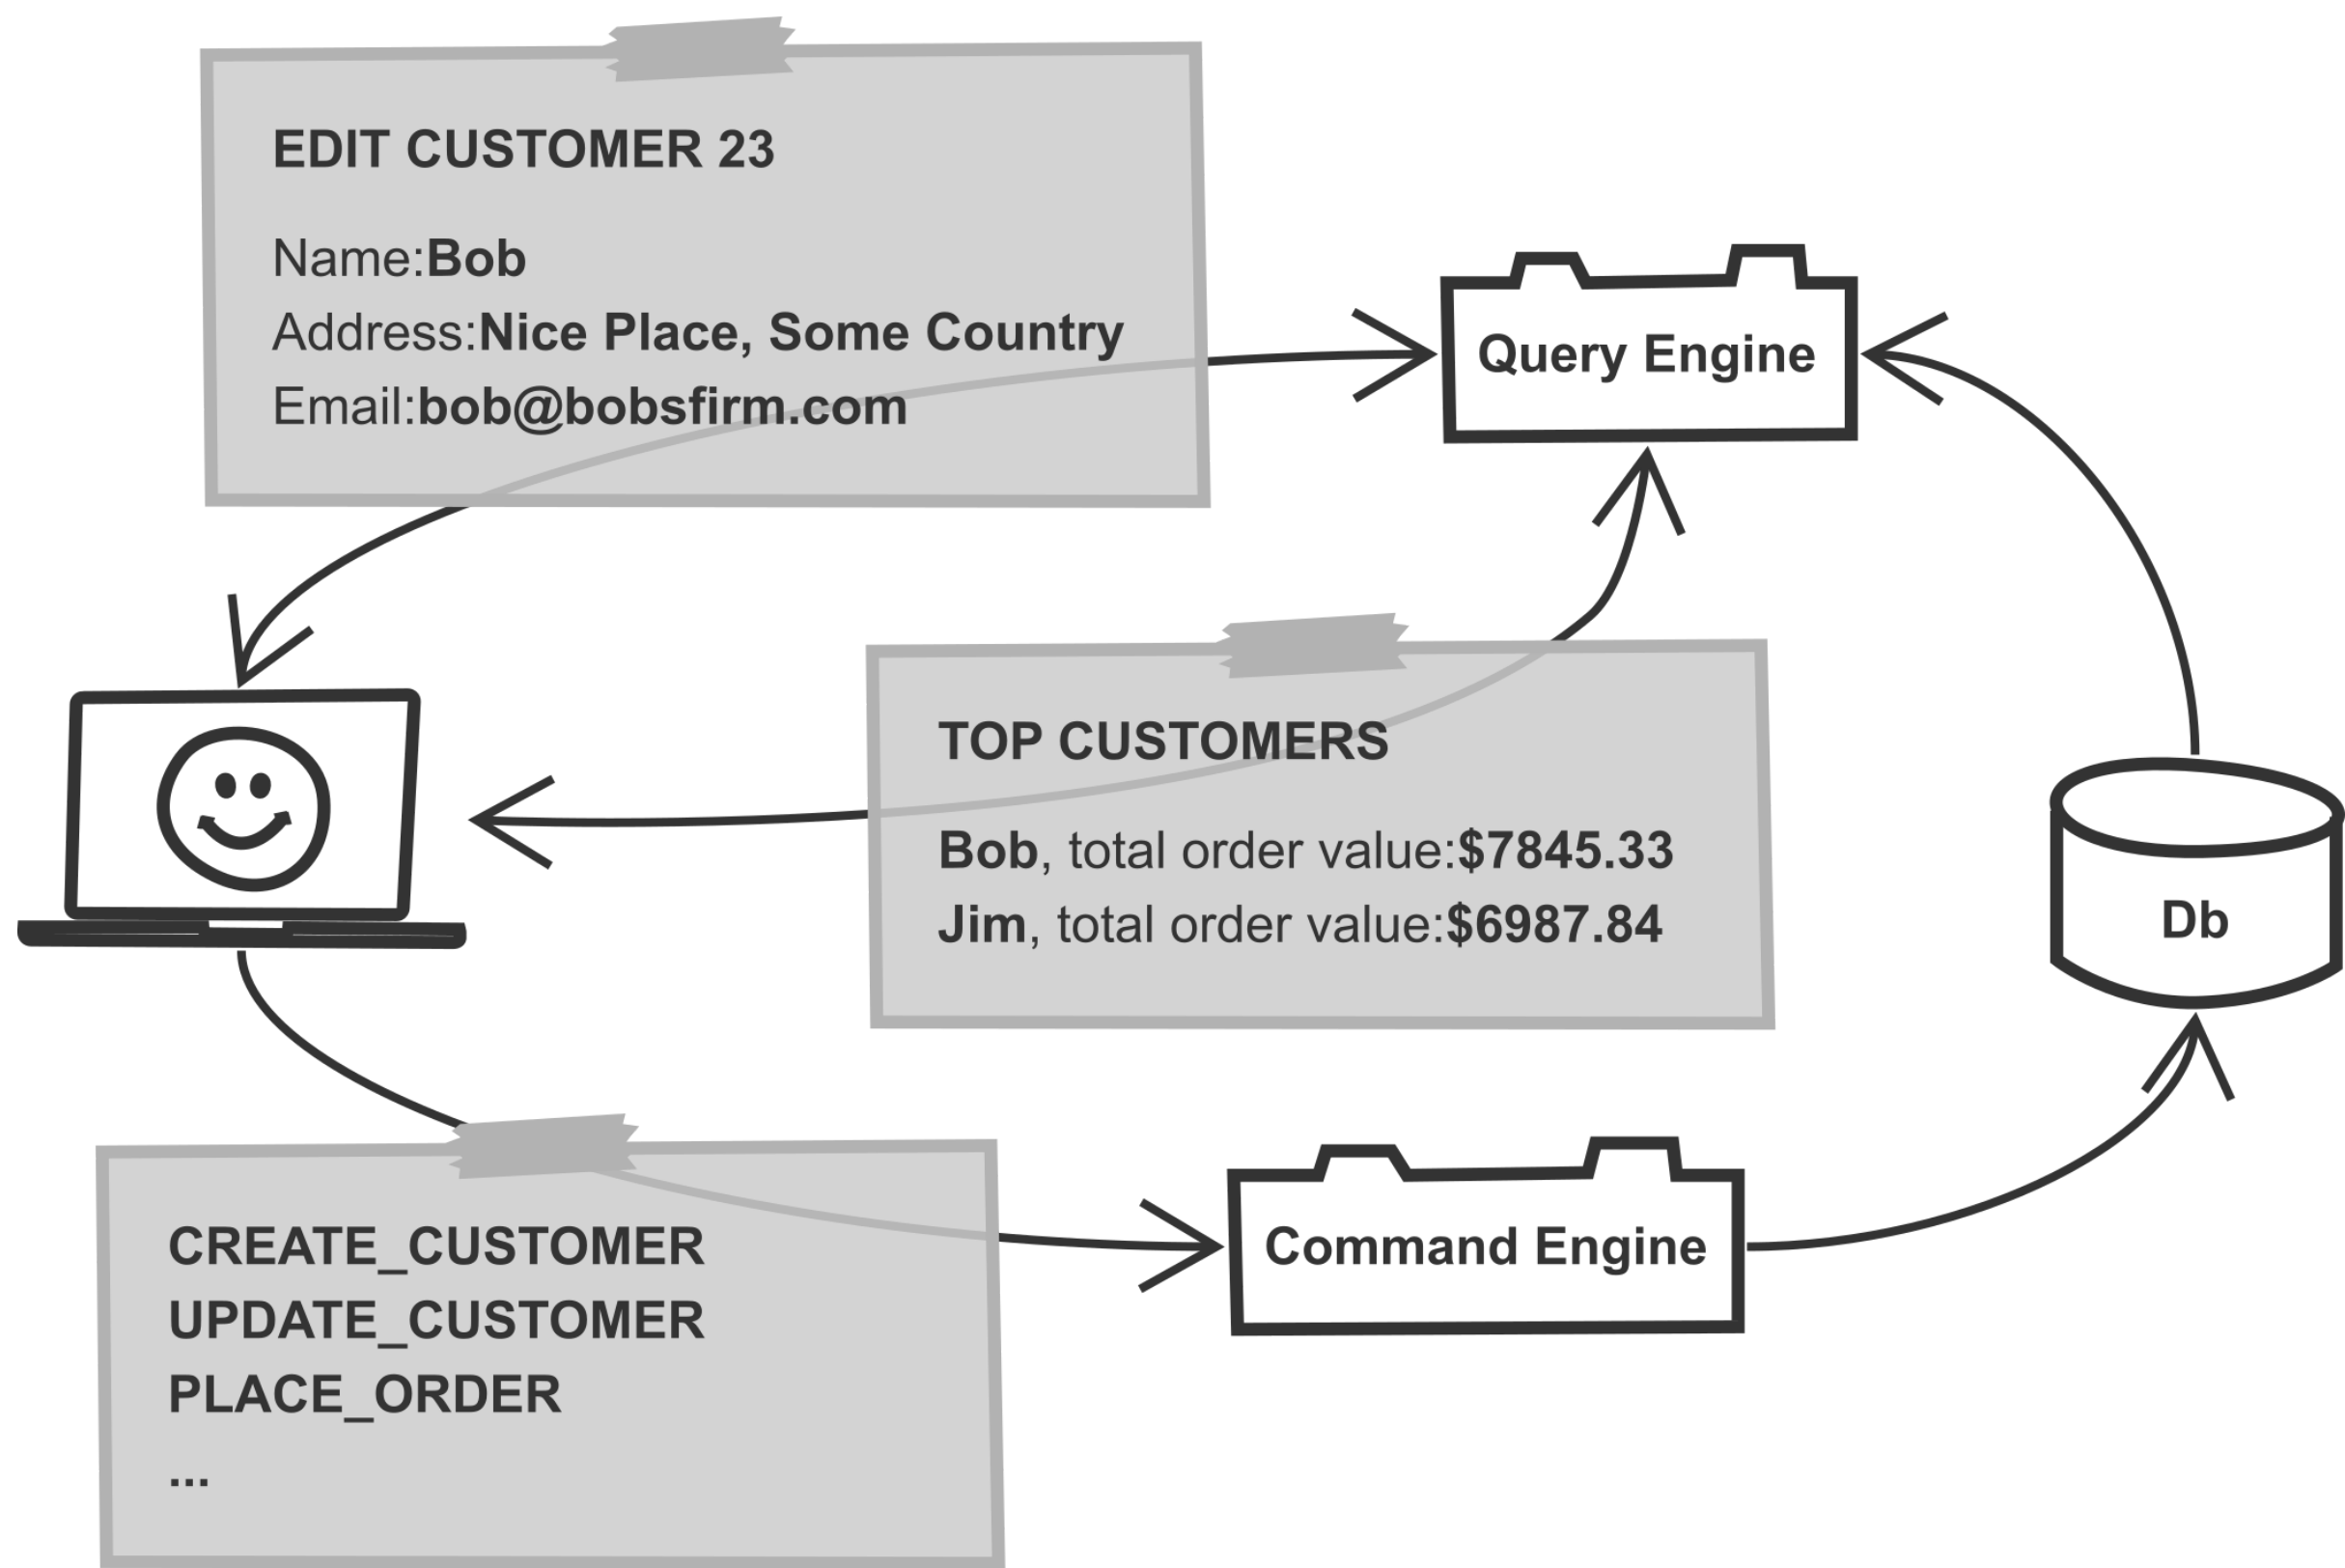 EDIT CUSTOMER 23
Name:Bob
Address:Nice Place, Some Country
Email:bob@bobsfirm.com
Query Engine
TOP CUSTOMERS
Bob, total order value:$7845.33
Jim, total order value:$6987.84
Db
CREATE_CUSTOMER
UPDATE_CUSTOMER
PLACE_ORDER
...
Command Engine